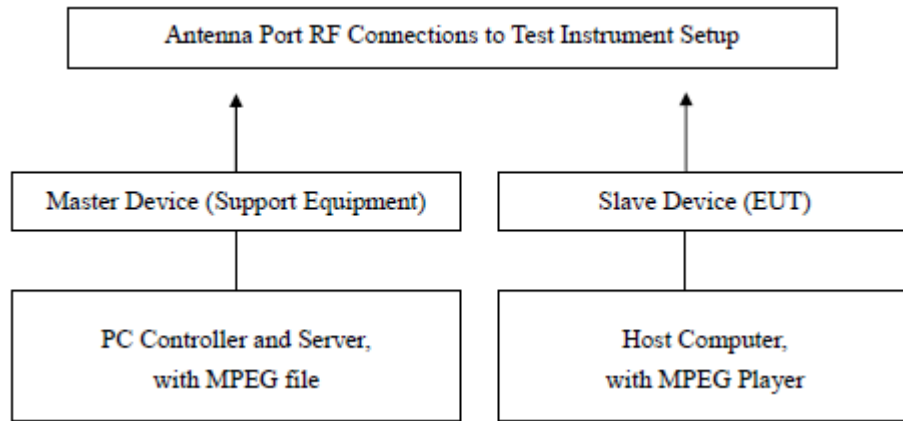 Antenna Port RF Connections to Test Instrument Setup
Master Device (Support Equipment)
Slave Device (EUT)
PC Controller and Server,
with MPEG file
Host Computer,
with MPEG Player